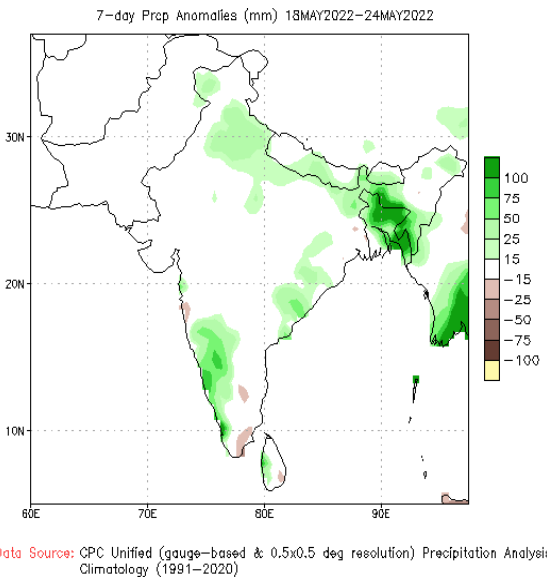 7-day Prcp Anomalies (mm) 18MAY2022-24MAY2022
30N
20N
10N
60E 70E 80E 90E
100
75
50
25
15
-15
-25
-50
-75
-100
Data Source: CPC Unified (gauge-based & 0.5x0.5 deg resolution) Precipitation Analysis
Climatology (1991-2020)